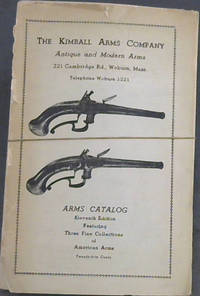 THE KIMBALL ARMS COMPANY
Antique and Modern Arms
221 Cambridge Rd., Woburn, Mass.
Telephone Woburn
ARMS CATALOG
Eleventh Edition
Featuring
Three Fine Collections
of
American Arms
Twenty-five Cents